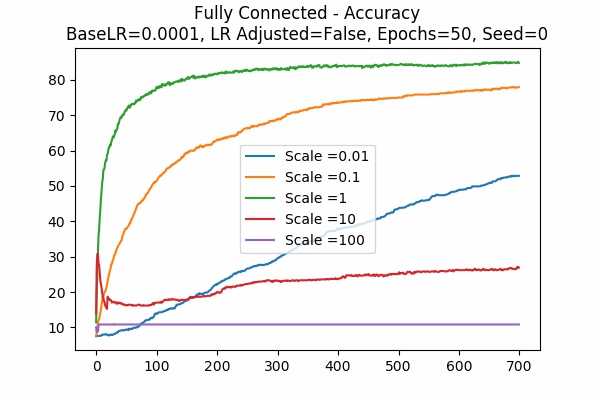 Fully Connected - Accuracy
BaseLR=0.0001, LR Adjusted=False, Epochs=50, Seed=0
80
70
60
50
40
30
20
10
Scale =0.01
Scale =0.1
Scale =1
Scale =10
Scale =100
0 100 200 300 400 500 600 700